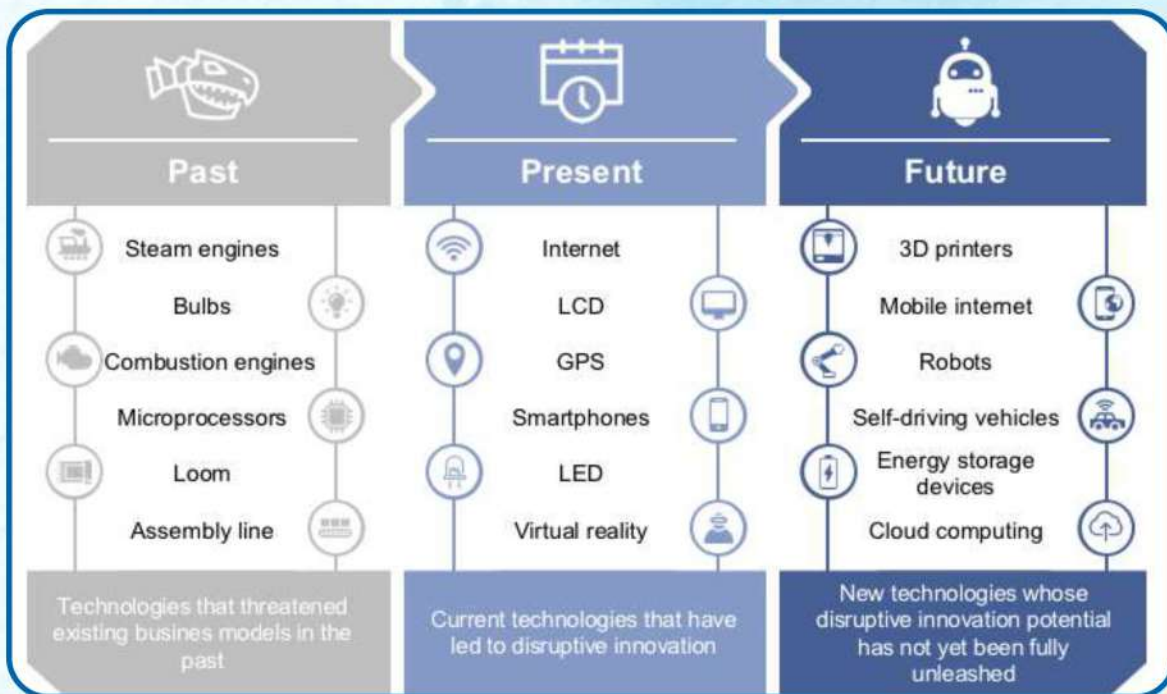 Past
Steam engines
Bulbs
Combustion engines
Microprocessors
Loom
Assembly line
Technologies that threatened
existing busines models in the
past
Present
Internet
LCD
GPS
Smartphones
LED
Virtual reality
Current technologies that have
led to disruptive innovation
Future
3D printers
Mobile internet
Robots
Self-driving vehicles
Energy storage
devices
Cloud computing
New technologies whose
disruptive innovation potential
has not yet been fully
unleashed